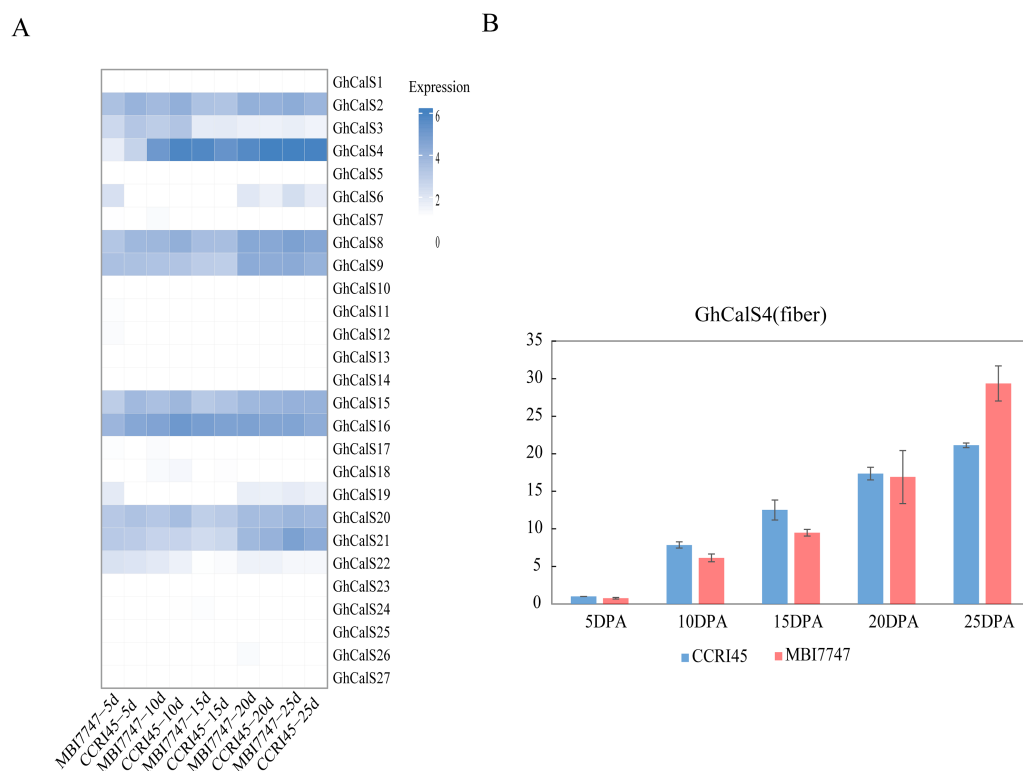 A
B
Expression
6
4
2
0
GhCalS1
GhCalS2
GhCalS3
GhCalS4
GhCalS5
GhCalS6
GhCalS7
GhCalS8
GhCalS9
GhCalS10
GhCalS11
GhCalS12
GhCalS13
GhCalS14
GhCalS15
GhCalS16
GhCalS17
GhCalS18
GhCalS19
GhCalS20
GhCalS21
GhCalS22
GhCalS23
GhCalS24
GhCalS25
GhCalS26
GhCalS27
MBI7747-5d
CCRI45-5d
MBI7747-10d
CCRI45-10d
MBI7747-15d
CCRI45-15d
MBI7747-20d
CCRI45-20d
MBI7747-25d
CCRI45-25d
GhCalS4(fiber)
35
30
25
20
15
10
5
0
5DPA 10DPA 15DPA 20DPA 25DPA
CCRI45 MBI7747